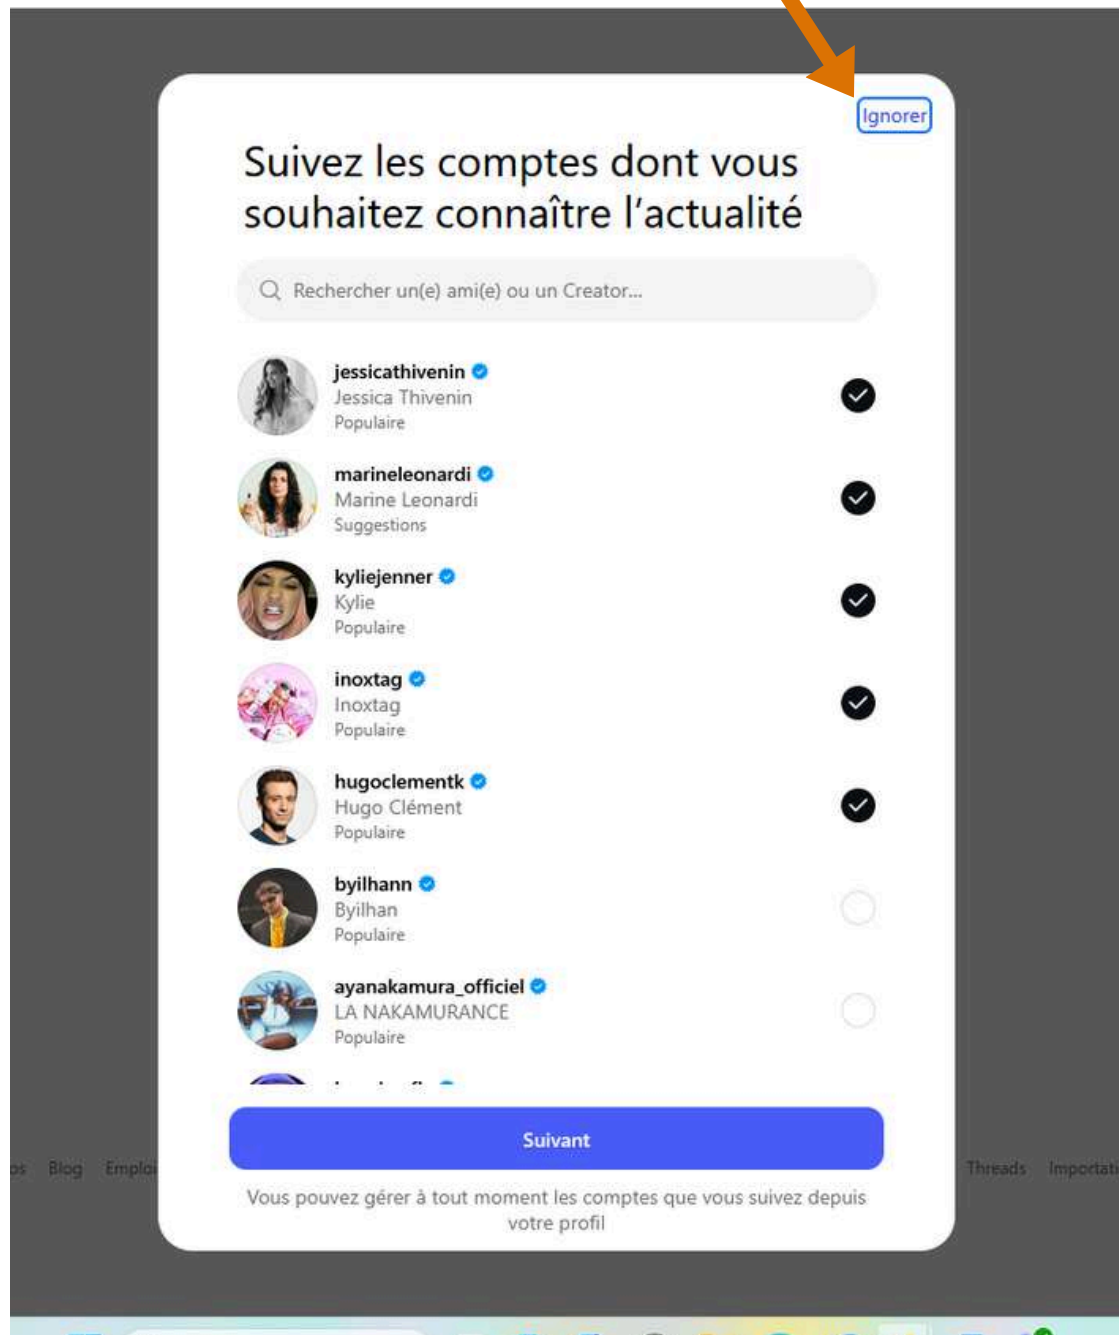 Ignorer
Suivez les comptes dont vous
souhaitez connaître l'actualité
Rechercher un(e) ami(e) ou un Creator...
jessicathivenin
Jessica Thivenin
Populaire
marineleonardi
Marine Leonardi
Suggestions
kyliejenner
Kylie
Populaire
inoxtag
Inoxtag
Populaire
hugoclementk
Hugo Clément
Populaire
byilhann
Byilhan
Populaire
ayanakamura_officiel
LA NAKAMURANCE
Populaire
Suivant
Blog Emploi Threads Importati
Vous pouvez gérer à tout moment les comptes que vous suivez depuis
votre profil